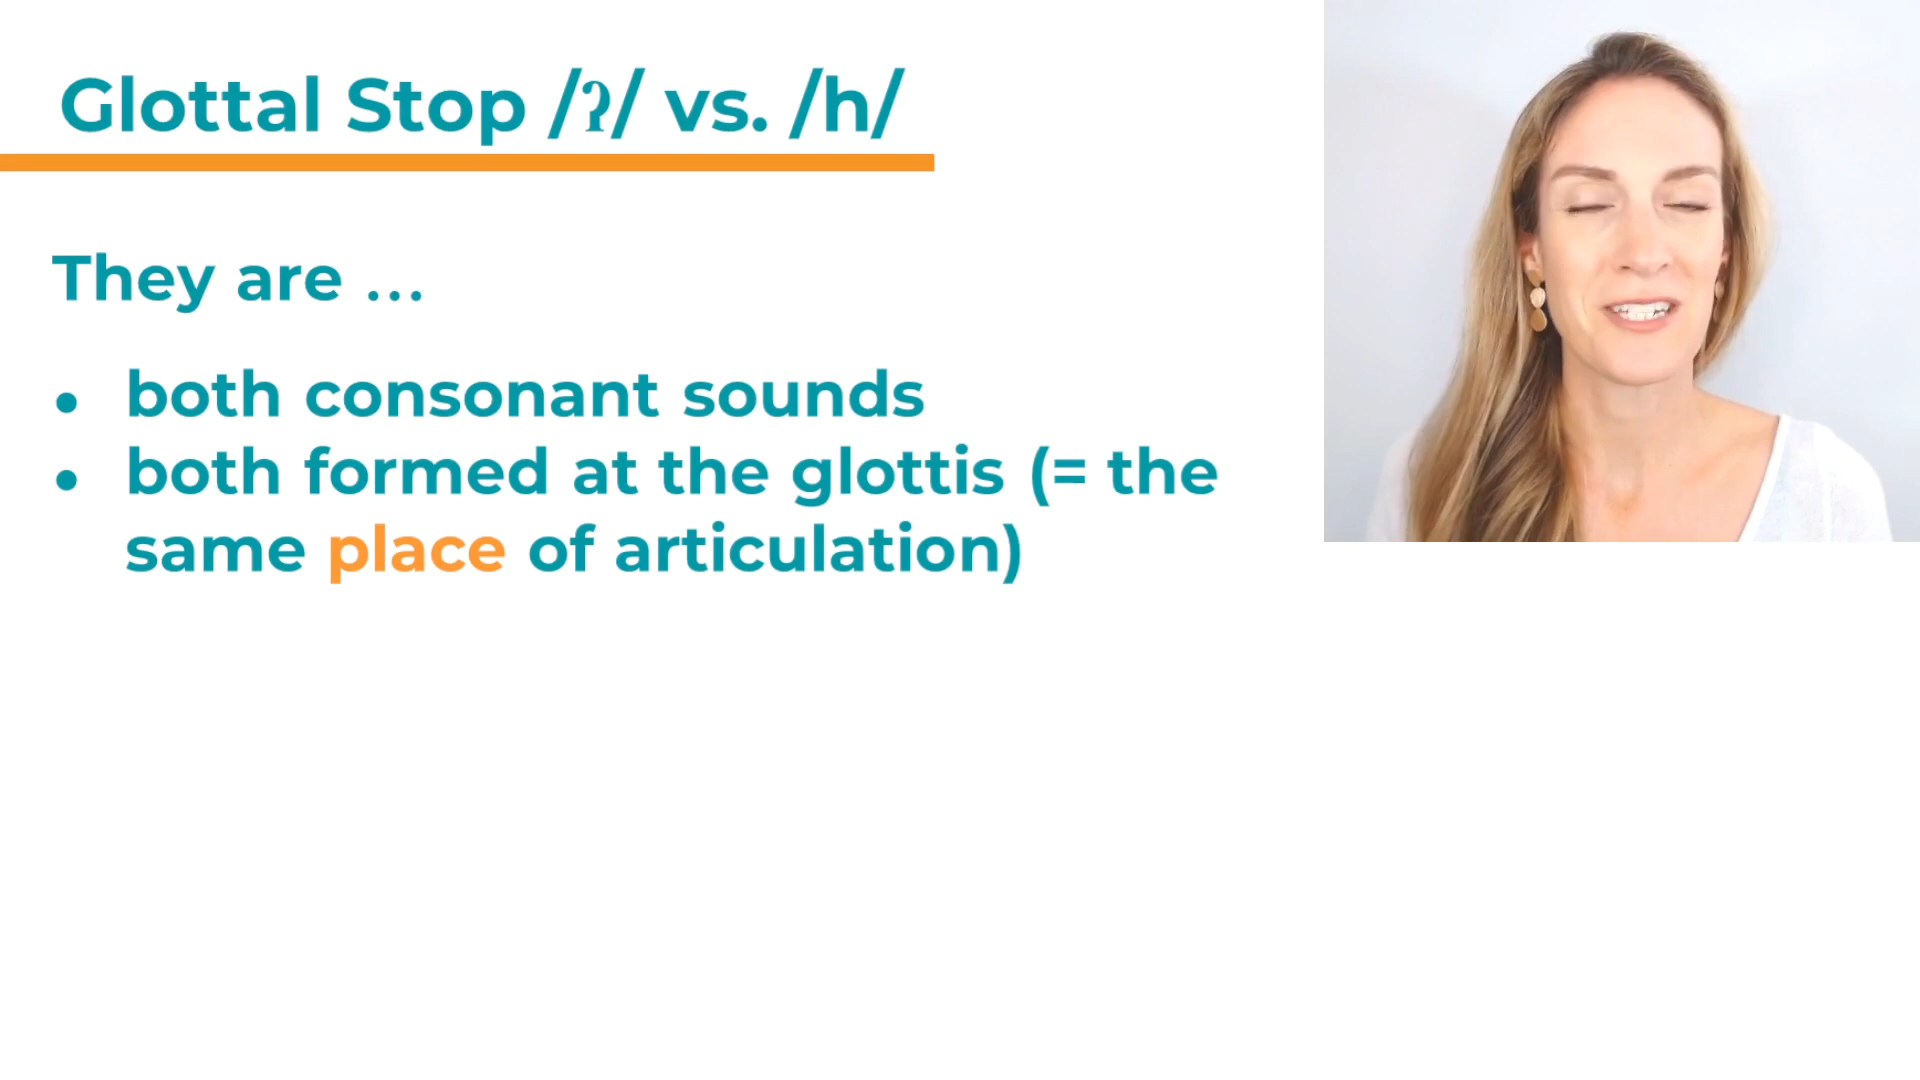 Glottal Stop /ʔ/ vs. /h/
They are …
• both consonant sounds
• both formed at the glottis (= the
same place of articulation)